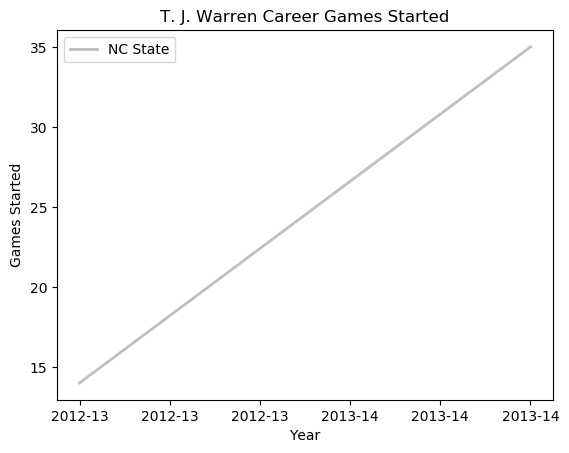 T. J. Warren Career Games Started
NC State
Games Started
35
30
25
20
15
2012-13 2012-13 2012-13 2013-14 2013-14 2013-14
Year